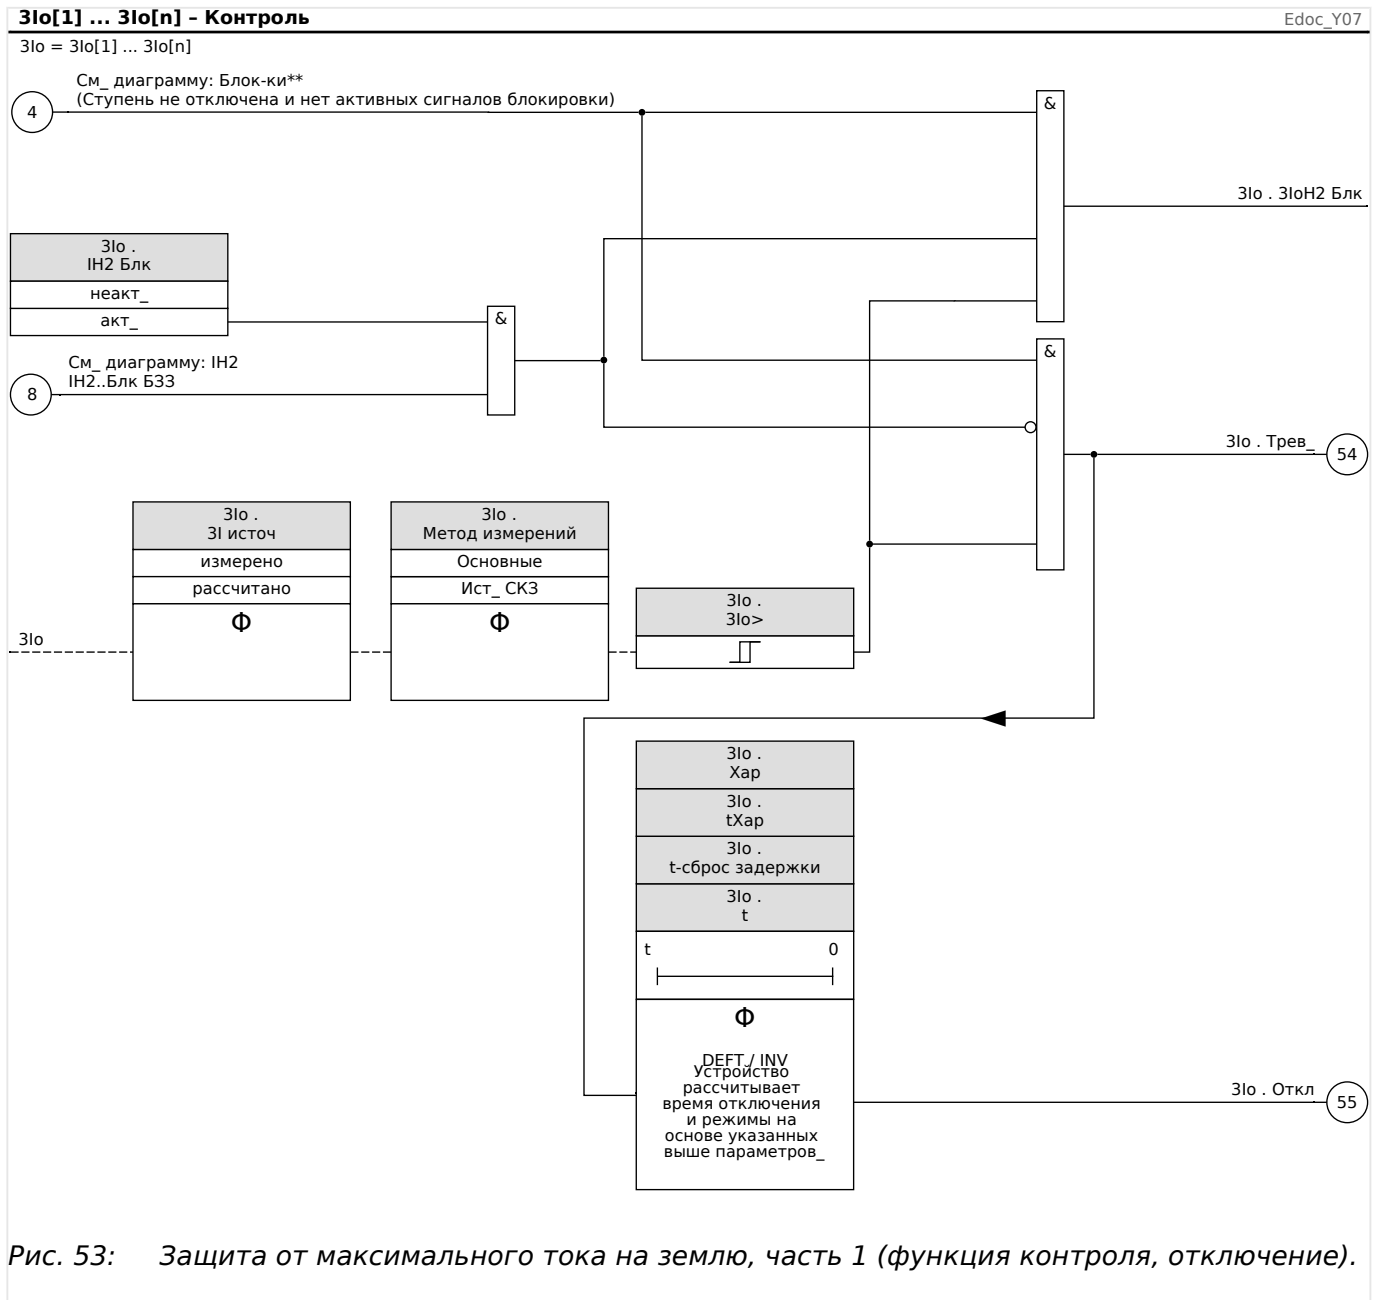 3Io[1] ... 3Io[n] – Контроль
Edoc_Y07
3Io = 3Io[1] ... 3Io[n]
См_ диаграмму: Блок-ки**
(Ступень не отключена и нет активных сигналов блокировки)
4
&
3Io . 3IoH2 Блк
3Io .
IH2 Блк
неакт_
акт_
&
&
См_ диаграмму: IH2
IH2..Блк БЗЗ
8
3Io . Трев_
54
3Io .
3I источ
измерено
рассчитано
Ф
3Io .
Метод измерений
Основные
Ист_ СКЗ
Ф
3Io .
3Io>
3Io
3Io .
Хар
3Io .
tХар
3Io .
t-сброс задержки
3Io .
t
t 0
Ф
DEFT./ INV
Устройство
рассчитывает
время отключения
и режимы на
основе указанных
выше параметров_
3Io . Откл
55
Рис. 53: Защита от максимального тока на землю, часть 1 (функция контроля, отключение).